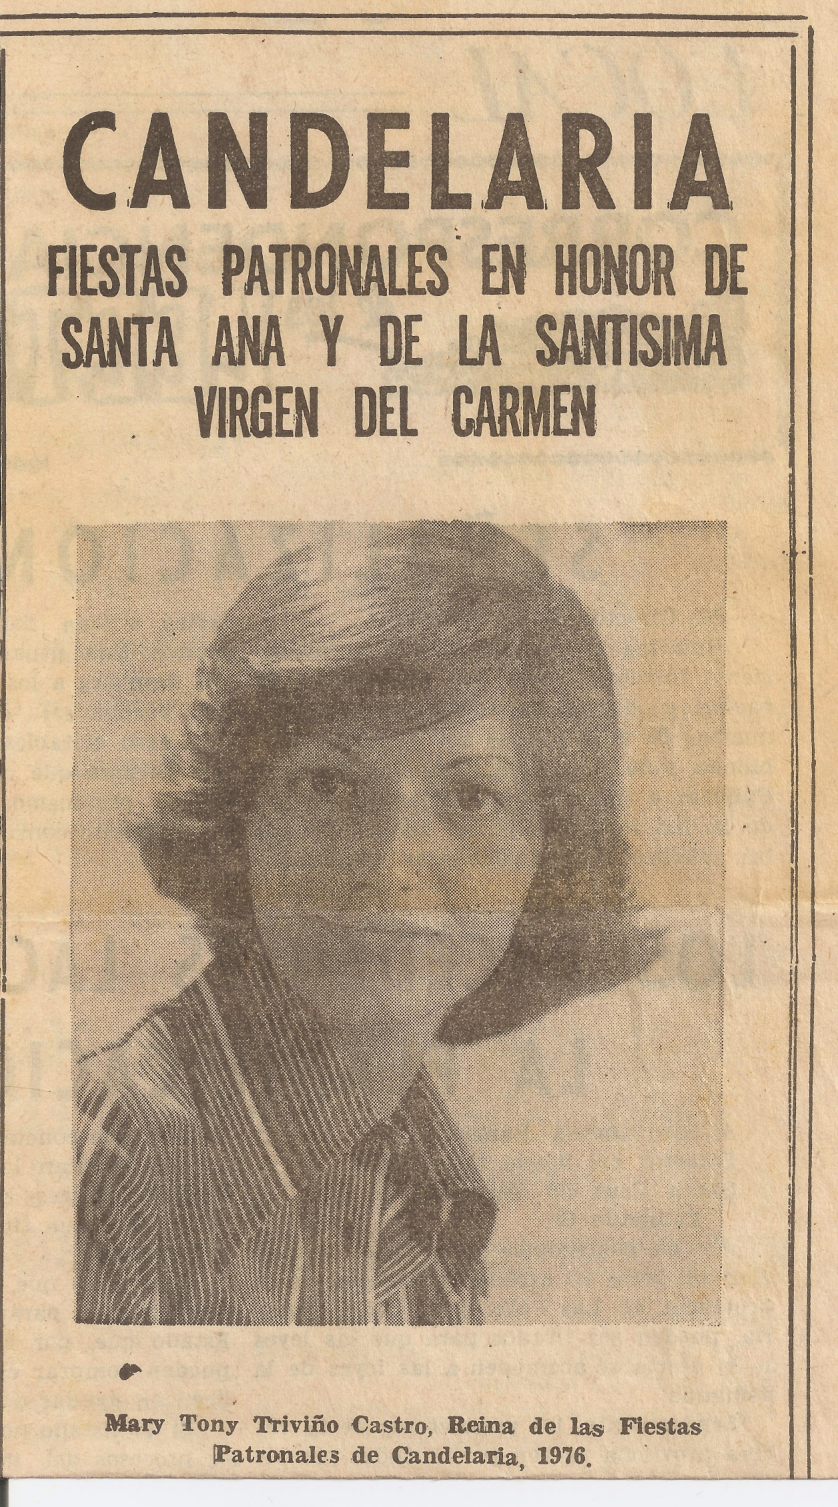 CANDELARIA
FIESTAS PATRONALES EN HONOR DE
SANTA ANA Y DE LA SANTISIMA
VIRGEN DEL CARMEN
Mary Tony Triviño Castro, Reina de las Fiestas
Patronales de Candelaria, 1976.